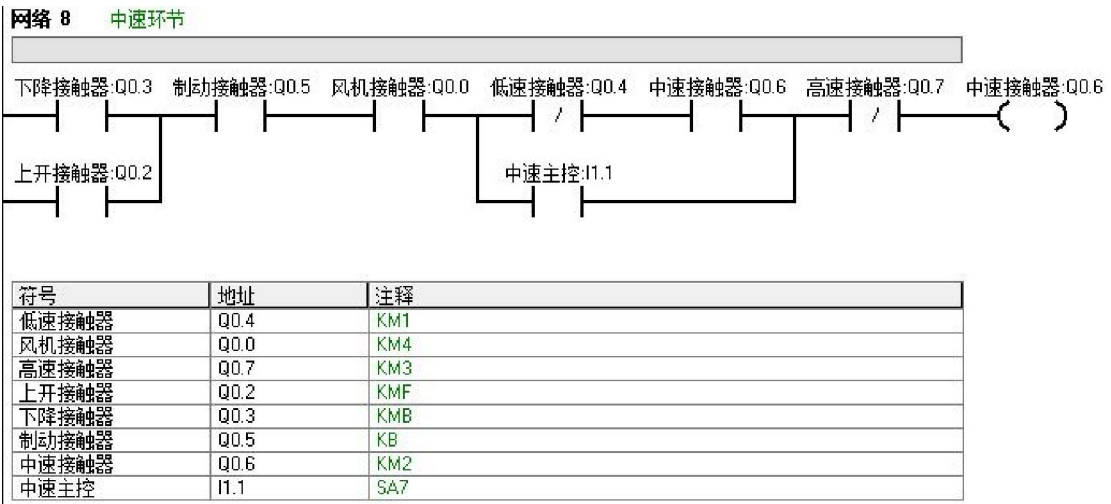 网络 8 中速环节
下降接触器:Q0.3 制动接触器:Q0.5 风机接触器:Q0.0 低速接触器:Q0.4 中速接触器:Q0.6 高速接触器:Q0.7 中速接触器:Q0.6
上开接触器:Q0.2 中速主控:I1.1
符号 地址 注释
低速接触器 Q0.4 KM1
风机接触器 Q0.0 KM4
高速接触器 Q0.7 KM3
上开接触器 Q0.2 KMF
下降接触器 Q0.3 KMB
制动接触器 Q0.5 KB
中速接触器 Q0.6 KM2
中速主控 I1.1 SA7